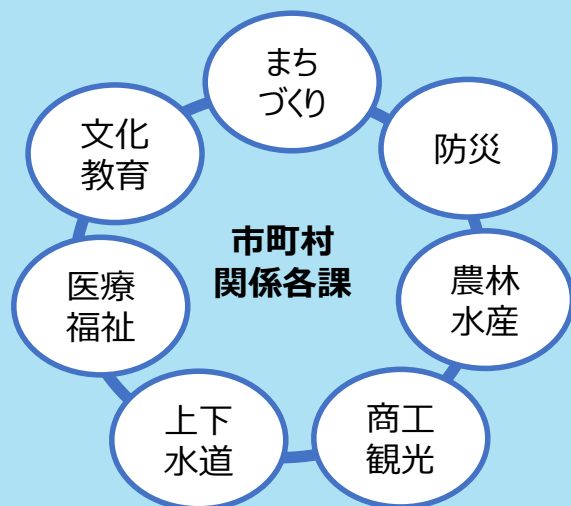 まち
づくり
防災
農林
水産
商工
観光
上下
水道
医療
福祉
文化
教育
市町村
関係各課